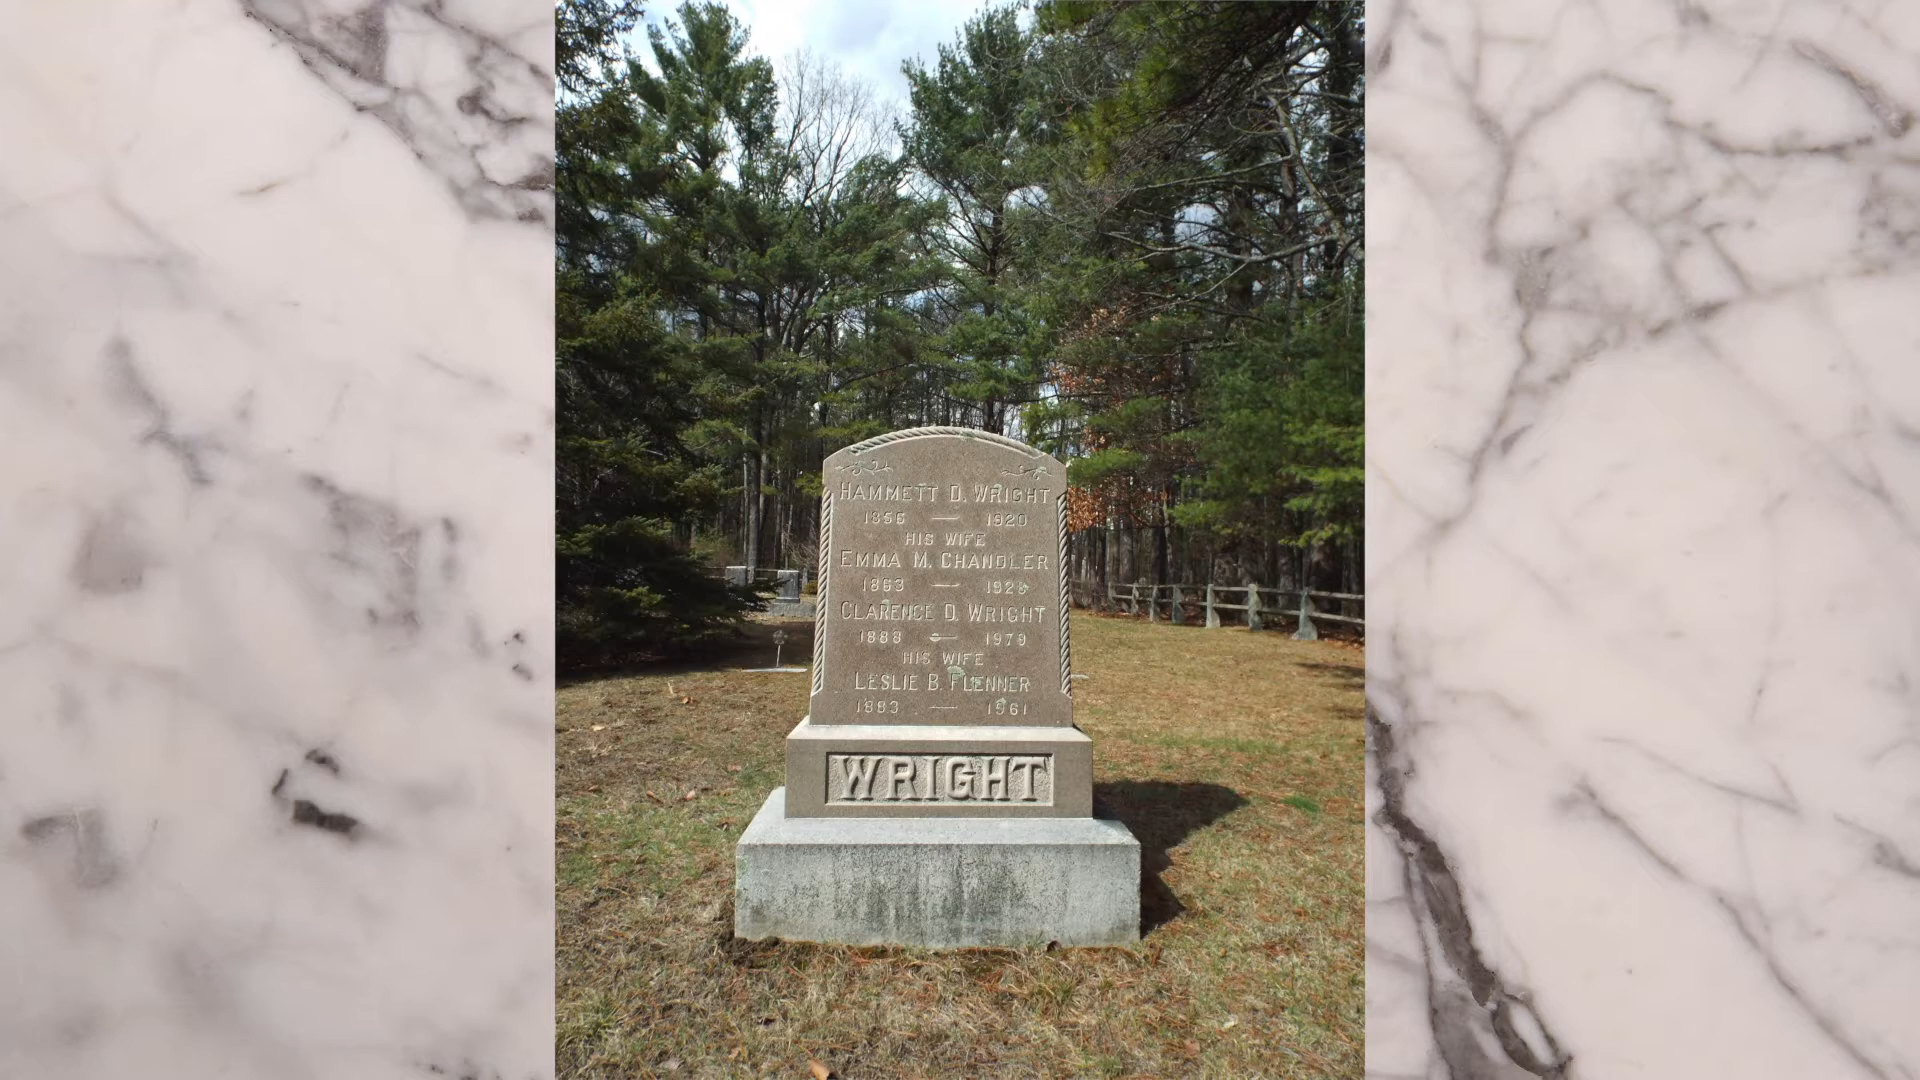 HAMMETT D. WRIGHT
1856 — 1920
HIS WIFE
EMMA M. CHANDLER
1863 —
CLARENCE D. WRIGHT
1888 — 1979
HIS WIFE
LESLIE B. FLENNER
1883 — 1961
WRIGHT